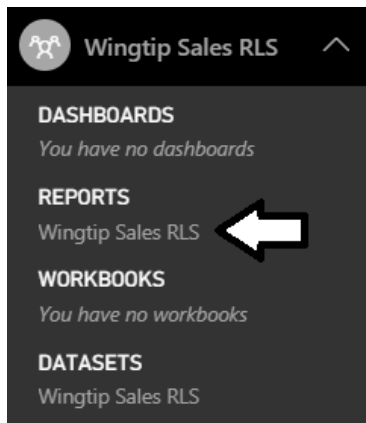 Wingtip Sales RLS
DASHBOARDS
You have no dashboards
REPORTS
Wingtip Sales RLS
WORKBOOKS
You have no workbooks
DATASETS
Wingtip Sales RLS